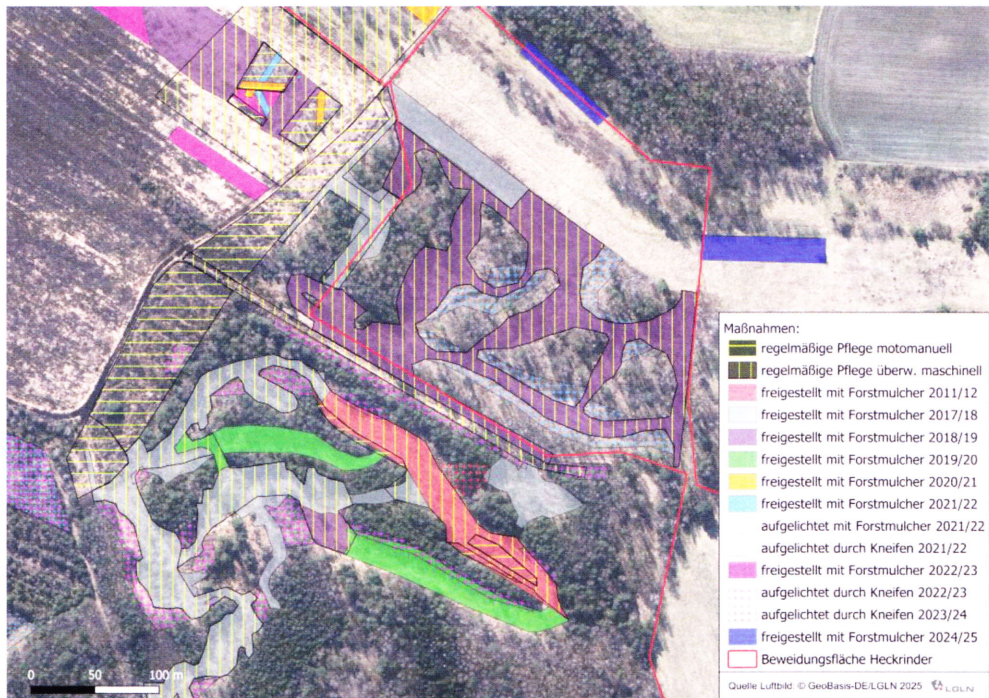 Maßnahmen:
regelmäßige Pflege motomanuell
regelmäßige Pflege überw. maschinell
freigestellt mit Forstmulcher 2011/12
freigestellt mit Forstmulcher 2017/18
freigestellt mit Forstmulcher 2018/19
freigestellt mit Forstmulcher 2019/20
freigestellt mit Forstmulcher 2020/21
freigestellt mit Forstmulcher 2021/22
aufgelichtet mit Forstmulcher 2021/22
aufgelichtet durch Kneifen 2021/22
freigestellt mit Forstmulcher 2022/23
aufgelichtet durch Kneifen 2022/23
aufgelichtet durch Kneifen 2023/24
freigestellt mit Forstmulcher 2024/25
Beweidungsfläche Heckrinder
0 50 100 m
Quelle Luftbild: © GeoBasis-DE/LGLN 2025 LGLN